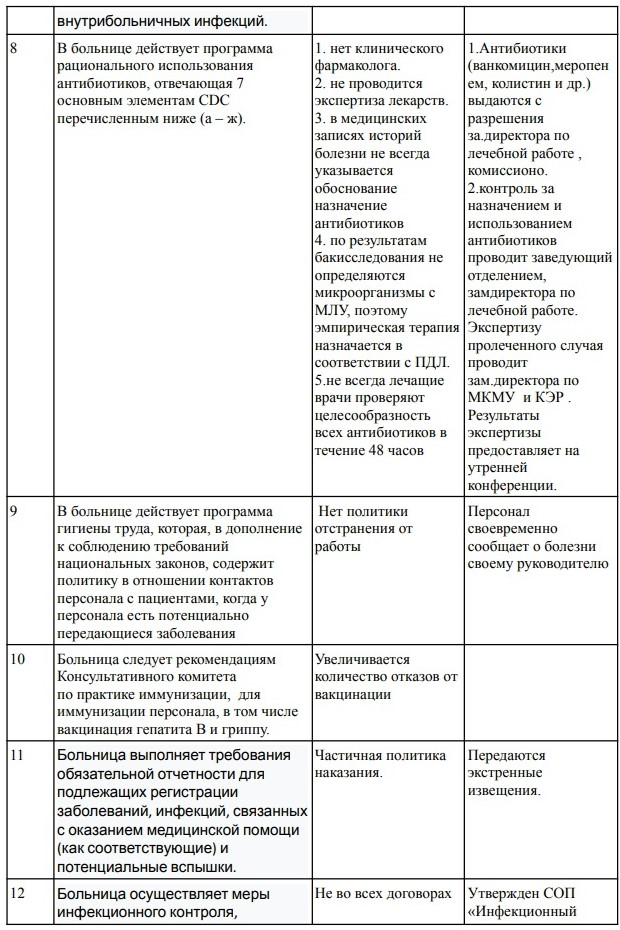 внутрибольничных инфекций.
8
В больнице действует программа
рационального использования
антибиотиков, отвечающая 7
основным элементам CDC
перечисленным ниже (а – ж).
1. нет клинического
фармаколога.
2. не проводится
экспертиза лекарств.
3. в медицинских
записях историй
болезни не всегда
указывается
обоснование
назначение
антибиотиков
4. по результатам
бакисследования не
определяются
микроорганизмы с
МЛУ, поэтому
эмпирическая терапия
назначается в
соответствии с ПДЛ.
5.не всегда лечащие
врачи проверяют
целесообразность
всех антибиотиков в
течение 48 часов
1.Антибиотики
(ванкомицин,меропен
ем, колистин и др.)
выдаются с
разрешения
за.директора по
лечебной работе ,
комиссионо.
2.контроль за
назначением и
использованием
антибиотиков
проводит заведующий
отделением,
замдиректора по
лечебной работе.
Экспертизу
пролеченного случая
проводит
зам.директора по
МКМУ и КЭР .
Результаты
экспертизы
предоставляет на
утренней
конференции.
9
В больнице действует программа
гигиены труда, которая, в дополнение
к соблюдению требований
национальных законов, содержит
политику в отношении контактов
персонала с пациентами, когда у
персонала есть потенциально
передающиеся заболевания
Нет политики
отстранения от
работы
Персонал
своевременно
сообщает о болезни
своему руководителю
10
Больница следует рекомендациям
Консультативного комитета
по практике иммунизации, для
иммунизации персонала, в том числе
вакцинация гепатита В и гриппу.
Увеличивается
количество отказов от
вакцинации
11
Больница выполняет требования
обязательной отчетности для
подлежащих регистрации
заболеваний, инфекций, связанных
с оказанием медицинской помощи
(как соответствующие) и
потенциальные вспышки.
Частичная политика
наказания.
Передаются
экстренные
извещения.
12
Больница осуществляет меры
инфекционного контроля,
Не во всех договорах
Утвержден СОП
«Инфекционный